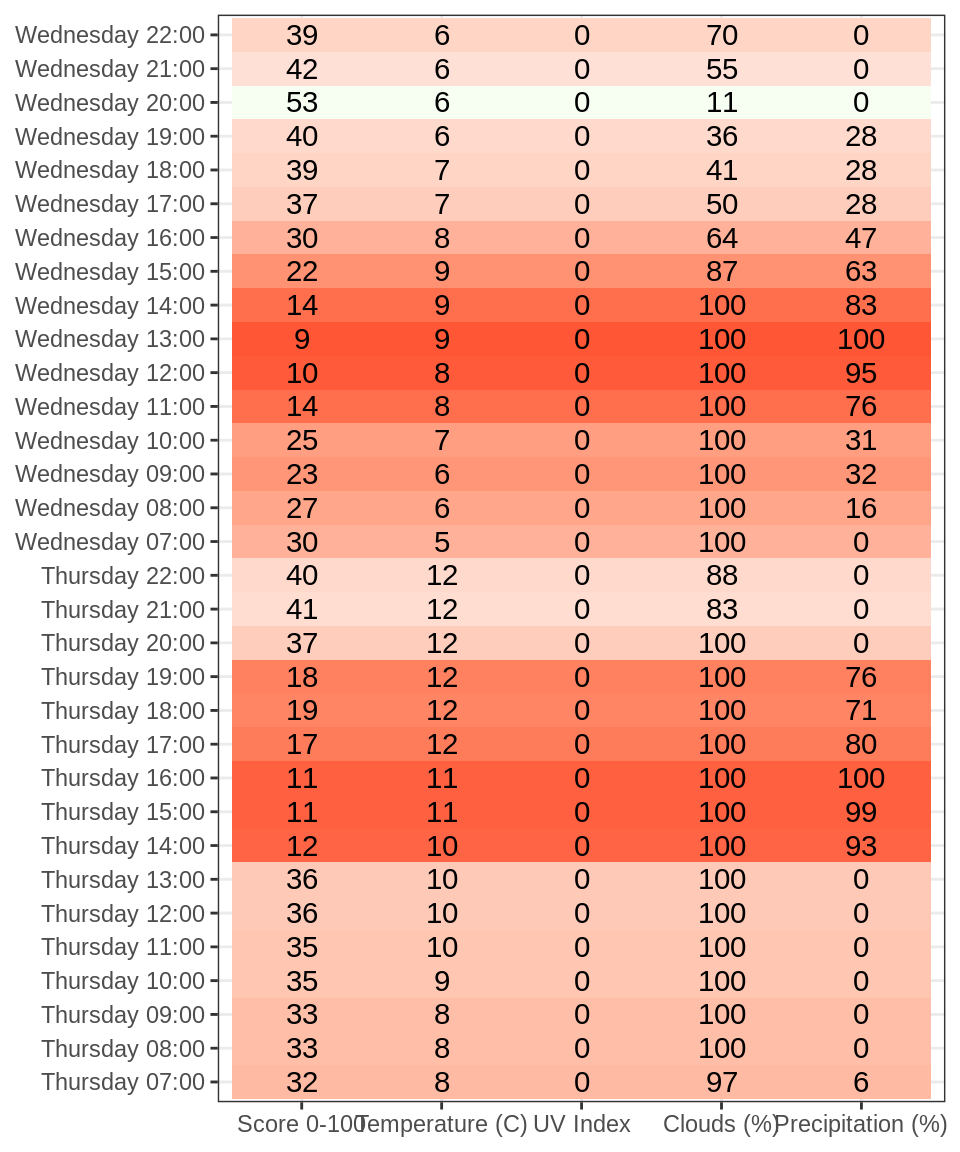 Wednesday 22:00 39 6 0 70 0
Wednesday 21:00 42 6 0 55 0
Wednesday 20:00 53 6 0 11 0
Wednesday 19:00 40 6 0 36 28
Wednesday 18:00 39 7 0 41 28
Wednesday 17:00 37 7 0 50 28
Wednesday 16:00 30 8 0 64 47
Wednesday 15:00 22 9 0 87 63
Wednesday 14:00 14 9 0 100 83
Wednesday 13:00 9 9 0 100 100
Wednesday 12:00 10 8 0 100 95
Wednesday 11:00 14 8 0 100 76
Wednesday 10:00 25 7 0 100 31
Wednesday 09:00 23 6 0 100 32
Wednesday 08:00 27 6 0 100 16
Wednesday 07:00 30 5 0 100 0
Thursday 22:00 40 12 0 88 0
Thursday 21:00 41 12 0 83 0
Thursday 20:00 37 12 0 100 0
Thursday 19:00 18 12 0 100 76
Thursday 18:00 19 12 0 100 71
Thursday 17:00 17 12 0 100 80
Thursday 16:00 11 11 0 100 100
Thursday 15:00 11 11 0 100 99
Thursday 14:00 12 10 0 100 93
Thursday 13:00 36 10 0 100 0
Thursday 12:00 36 10 0 100 0
Thursday 11:00 35 10 0 100 0
Thursday 10:00 35 9 0 100 0
Thursday 09:00 33 8 0 100 0
Thursday 08:00 33 8 0 100 0
Thursday 07:00 32 8 0 97 6
Score 0-100 Temperature (C) UV Index Clouds (%) Precipitation (%)